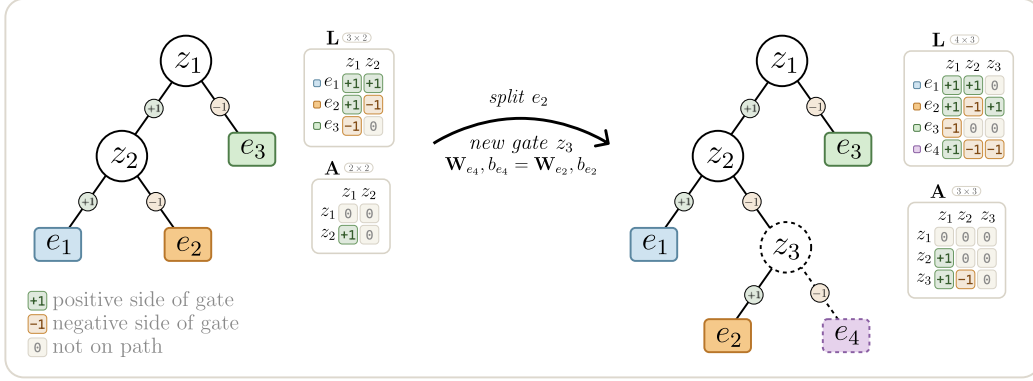 z1
+1 -1
z2 e3
+1 -1
e1 e2
+1 positive side of gate
-1 negative side of gate
0 not on path
L 3 × 2
z1 z2
e1 +1 +1
e2 +1 -1
e3 -1 0
A 2 × 2
z1 z2
z1 0 0
z2 +1 0
split e2
new gate z3
We4, be4 = We2, be2
z1
+1 -1
z2 e3
+1 -1
e1 z3
+1 -1
e2 e4
L 4 × 3
z1 z2 z3
e1 +1 +1 0
e2 +1 -1 +1
e3 -1 0 0
e4 +1 -1 -1
A 3 × 3
z1 z2 z3
z1 0 0 0
z2 +1 0 0
z3 +1 -1 0